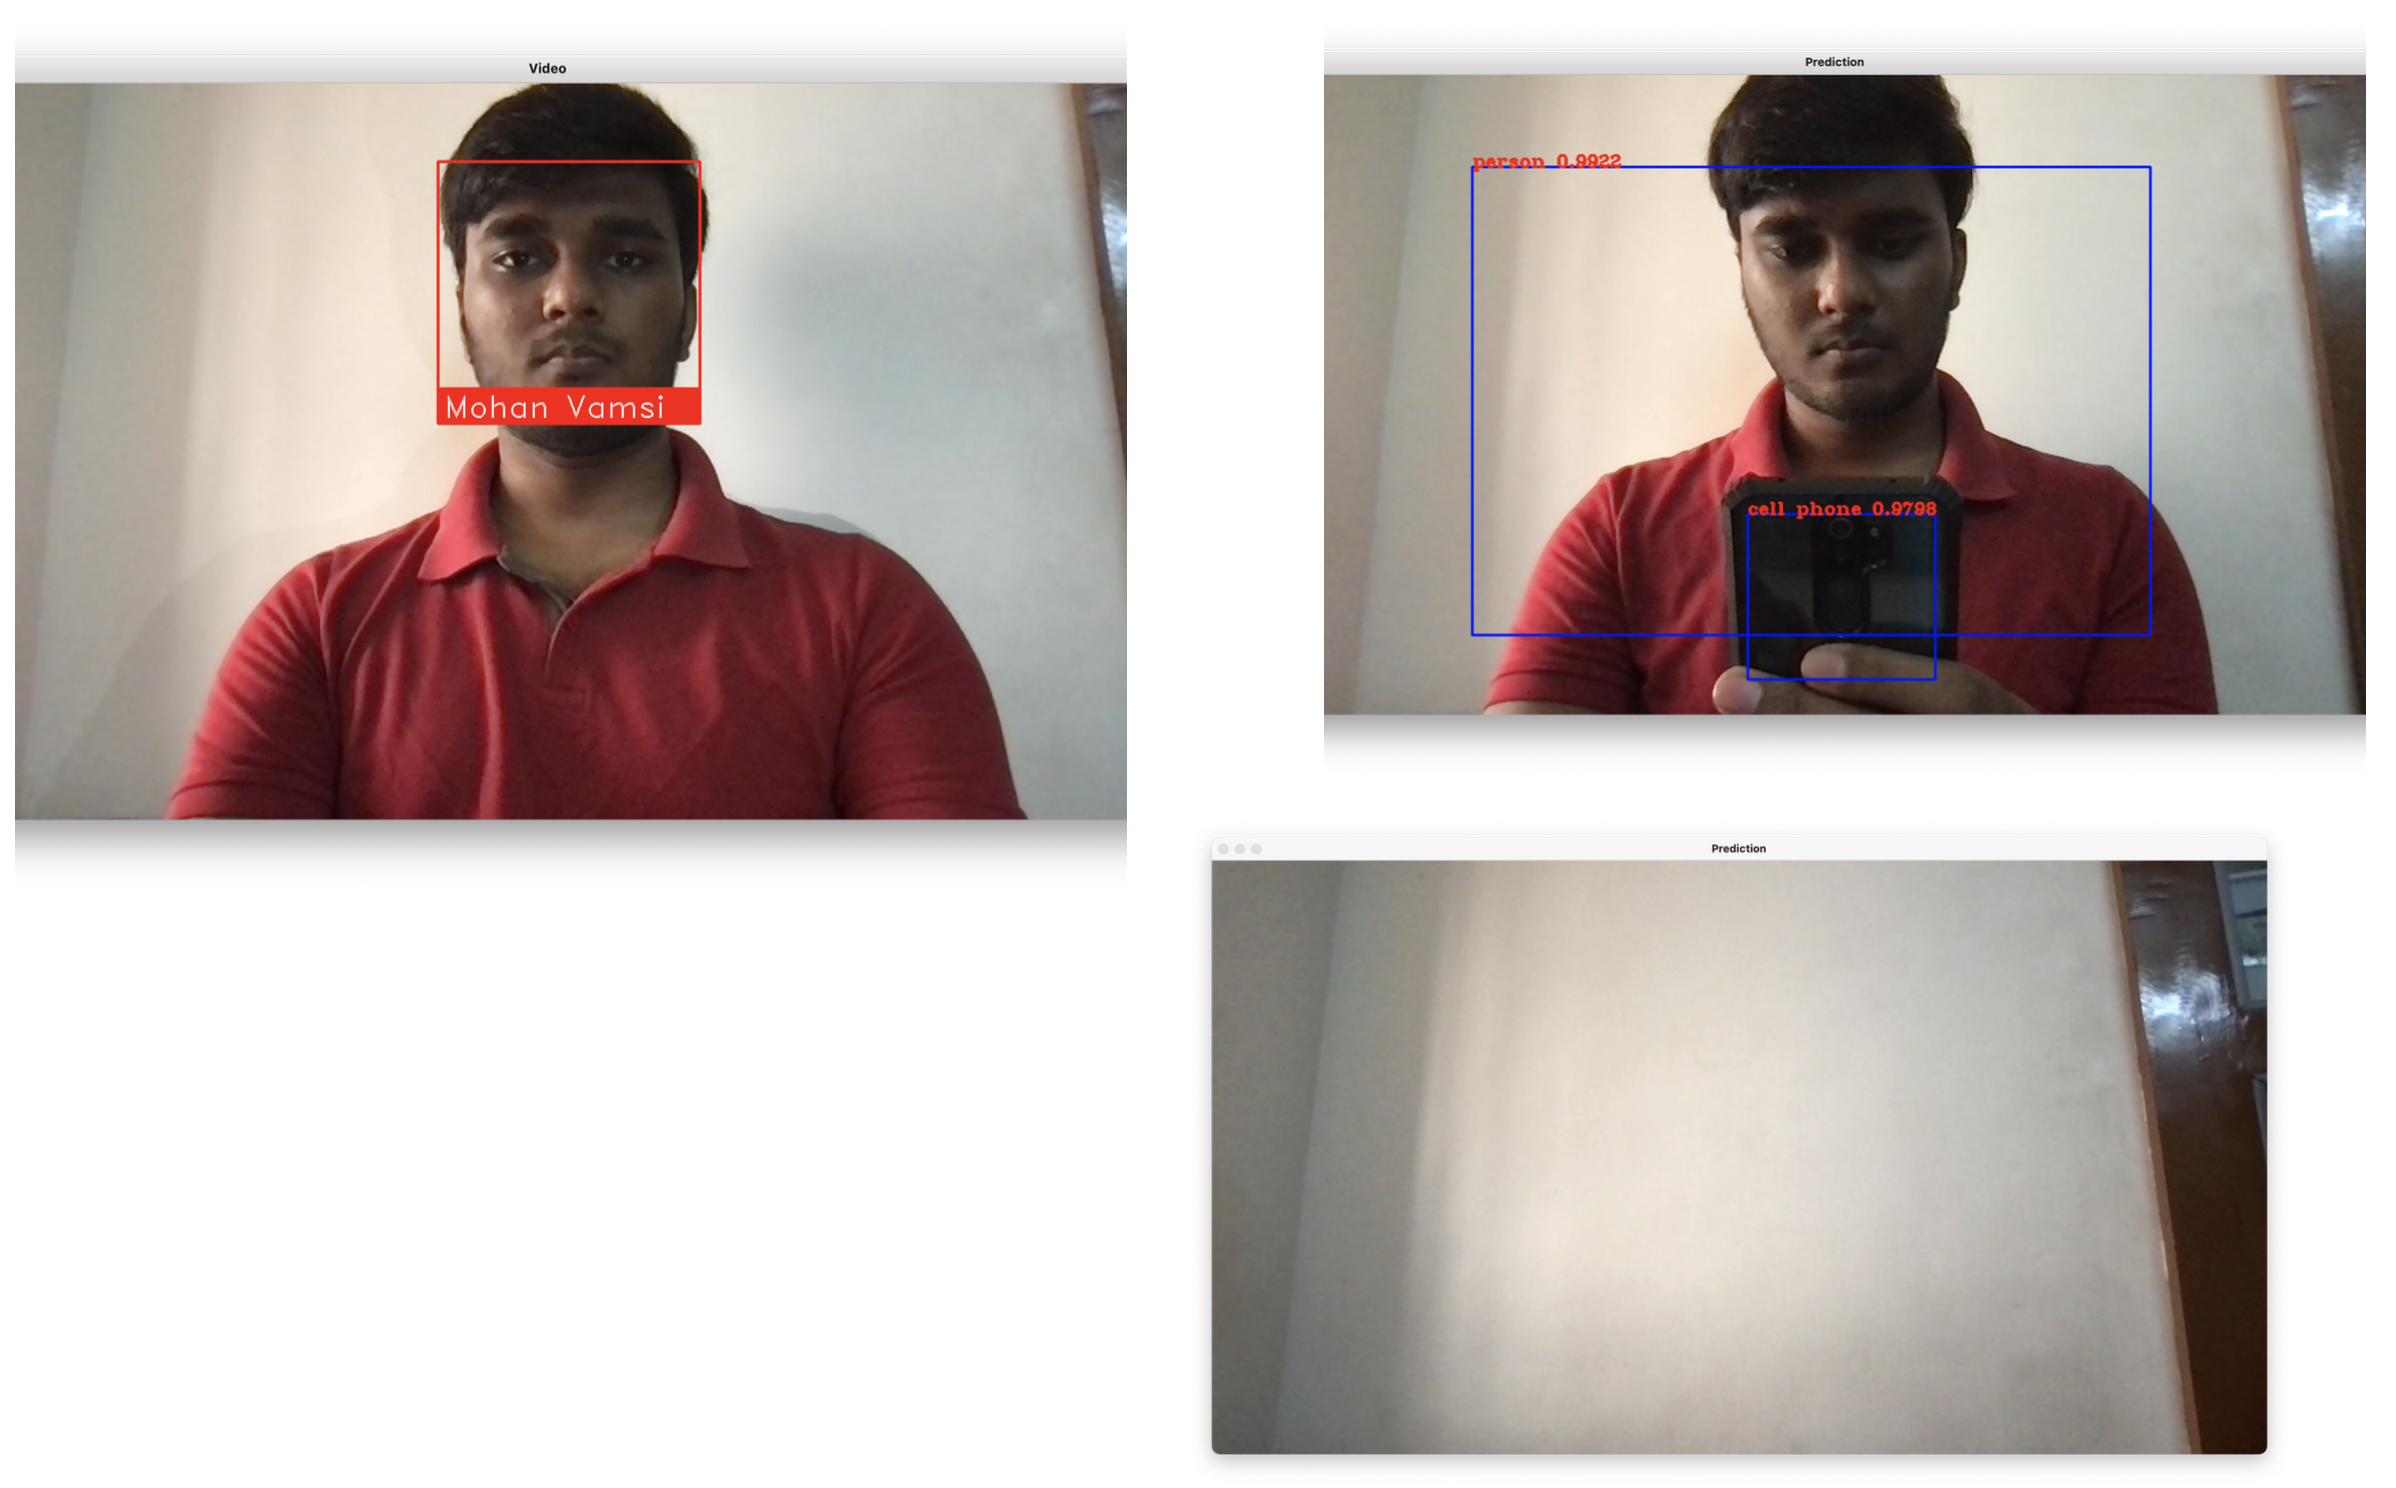 Video
Mohan Vamsi
Prediction
person 0.9922
cell phone 0.9798
Prediction